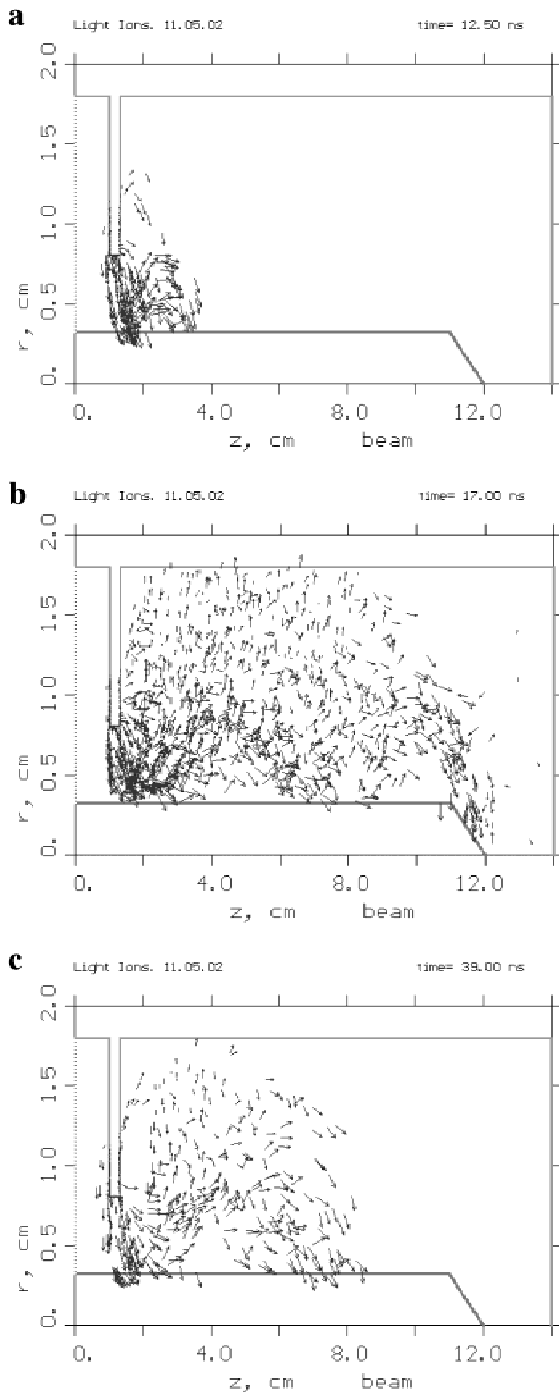 a
Light Ions. 11.05.02 time= 12.50 ns
2.0
1.5
1.0
0.5
0.
r, cm
0. 4.0 8.0 12.0
z, cm beam
b
Light Ions. 11.05.02 time= 17.00 ns
2.0
1.5
1.0
0.5
0.
r, cm
0. 4.0 8.0 12.0
z, cm beam
c
Light Ions. 11.05.02 time= 39.00 ns
2.0
1.5
1.0
0.5
0.
r, cm
0. 4.0 8.0 12.0
z, cm beam